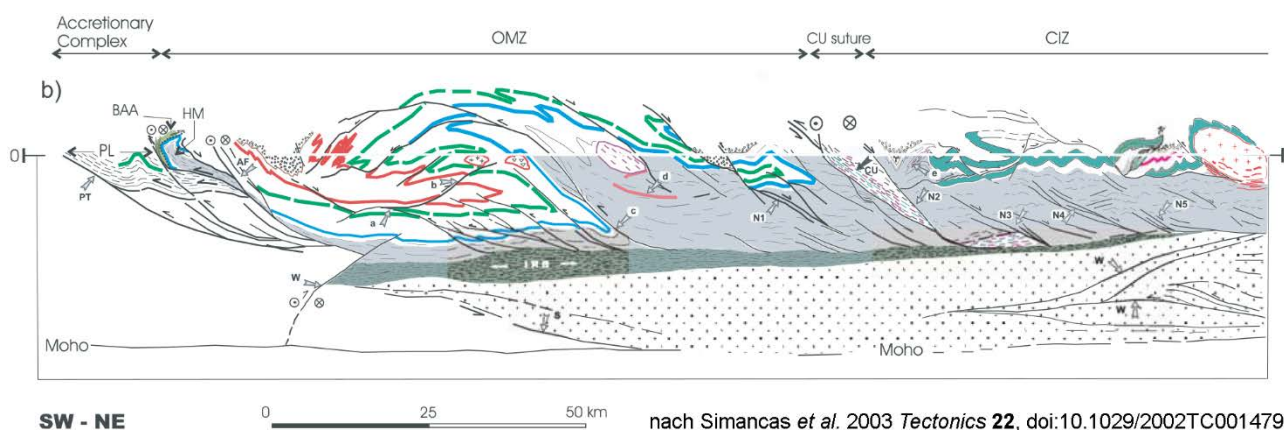 Accretionary
Complex
OMZ
CU suture
CIZ
b)
BAA
HM
PL
0
AF
PT
CU
e
b
d
a
c
N1
N2
N3
N4
N5
I R B
W
W
S
W
Moho
Moho
SW - NE
0 25 50 km
nach Simancas et al. 2003 Tectonics 22, doi:10.1029/2002TC001479